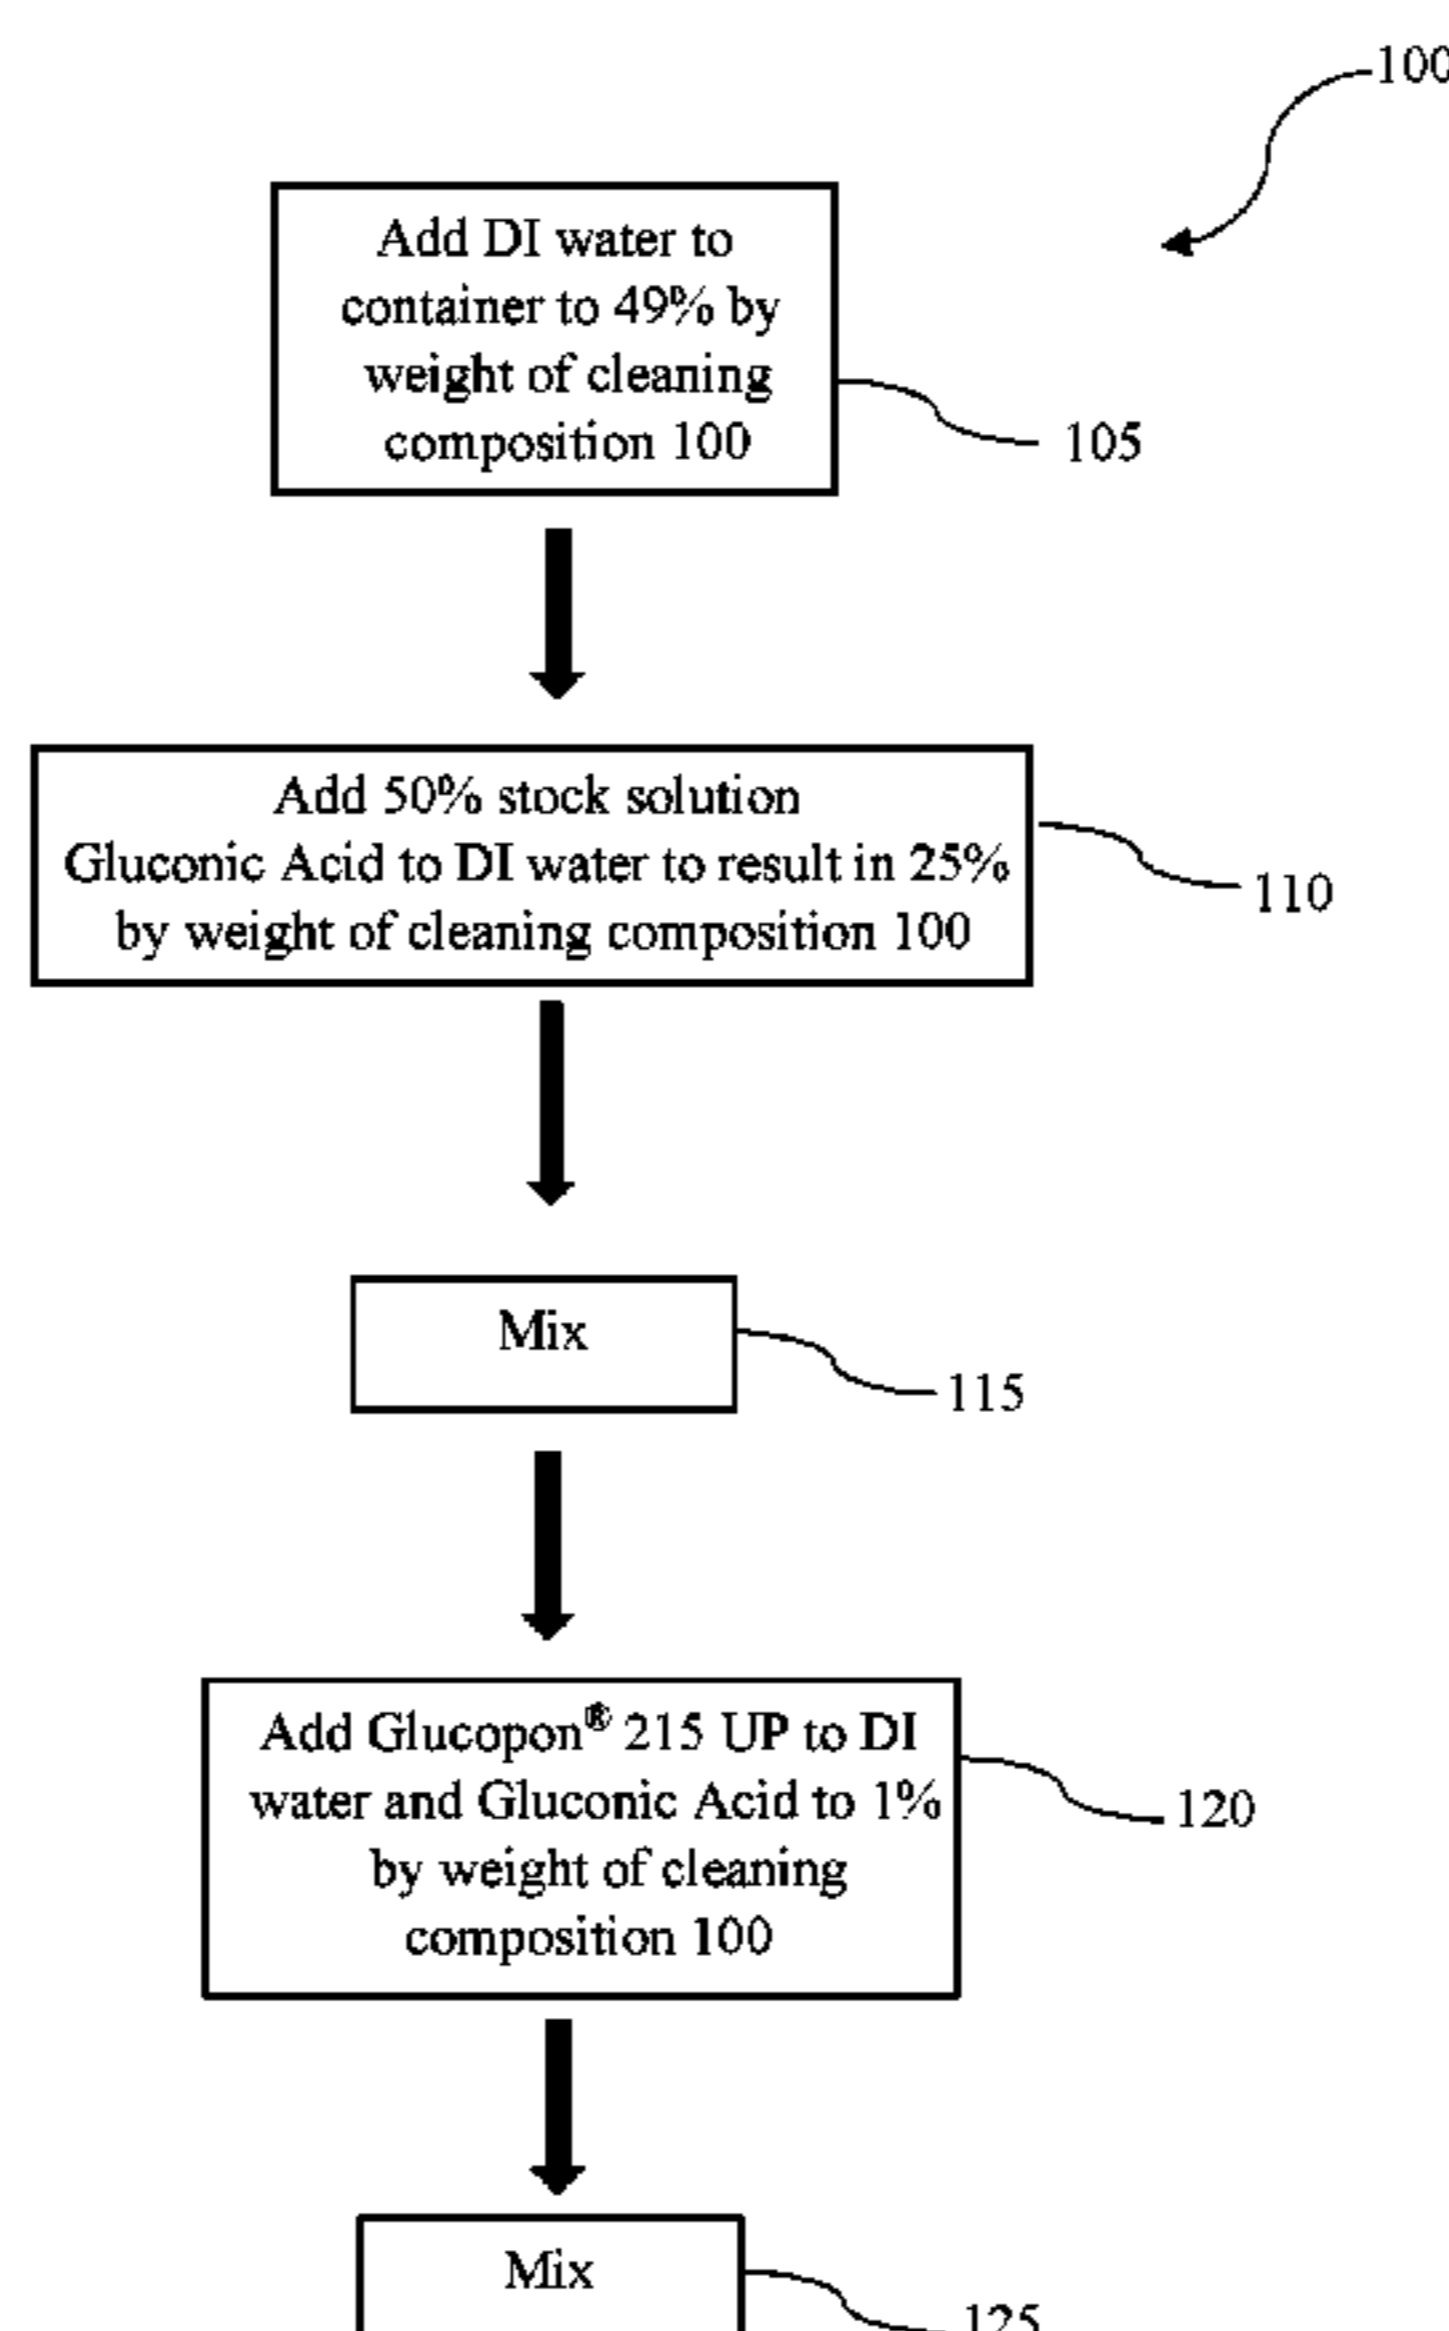 100
Add DI water to
container to 49% by
weight of cleaning
composition 100
105
Add 50% stock solution
Gluconic Acid to DI water to result in 25%
by weight of cleaning composition 100
110
Mix
115
Add Glucopon® 215 UP to DI
water and Gluconic Acid to 1%
by weight of cleaning
composition 100
120
Mix
125